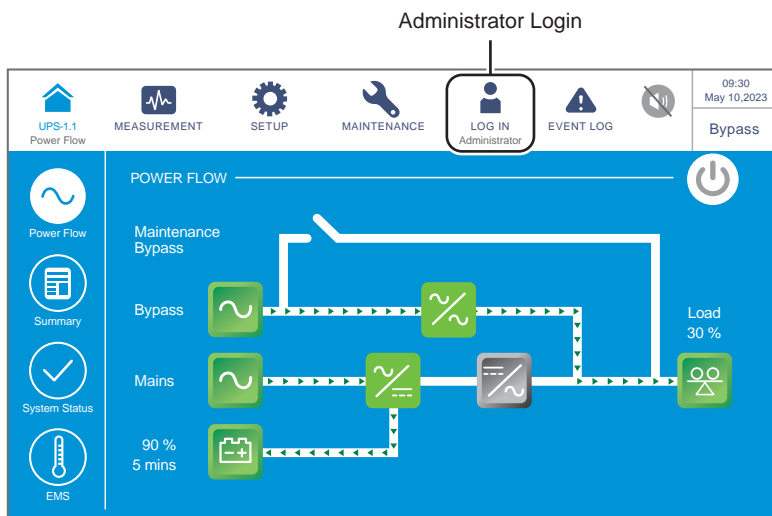 Administrator Login
UPS-1.1
Power Flow
MEASUREMENT
SETUP
MAINTENANCE
LOG IN
Administrator
EVENT LOG
09:30
May 10,2023
Bypass
Power Flow
Summary
System Status
EMS
POWER FLOW
Maintenance
Bypass
Bypass
Mains
90 %
5 mins
Load
30 %